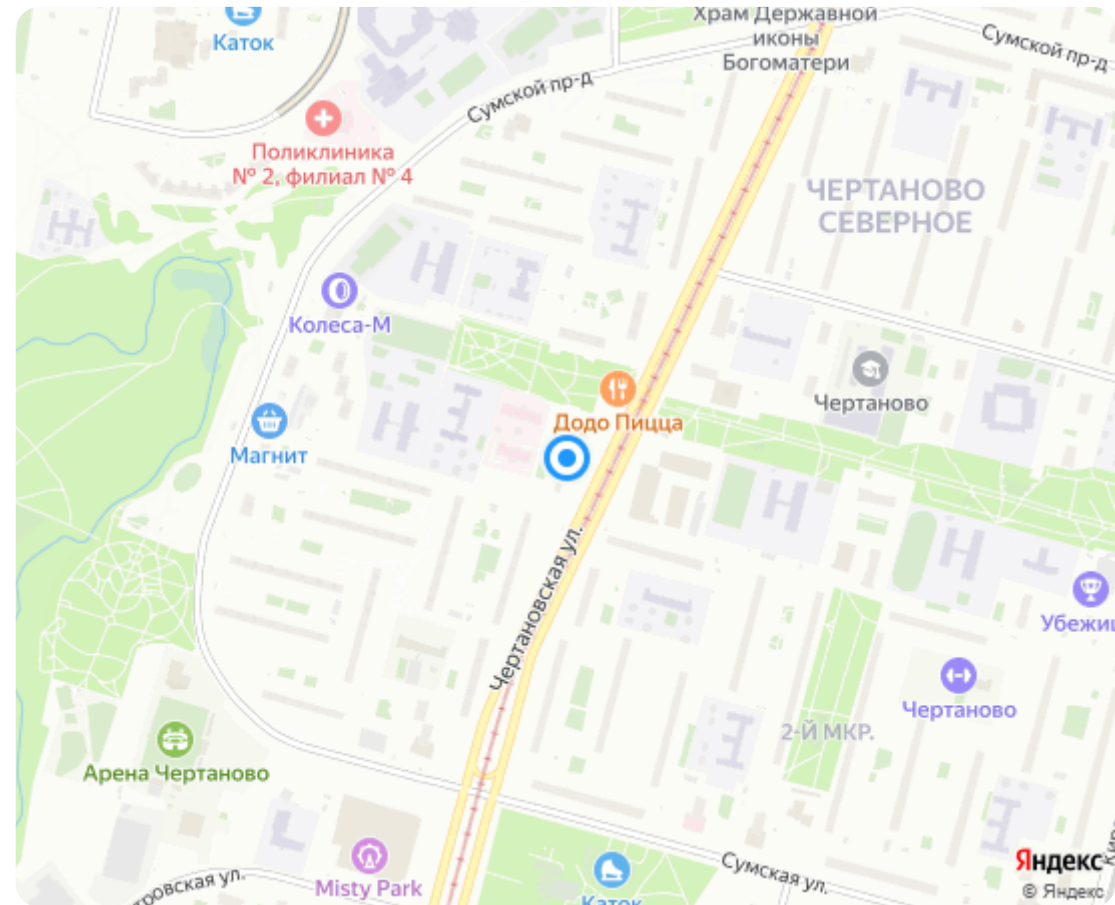 Каток
Храм Державной
иконы
Богоматери
Сумской пр-д
Сумской пр-д
Поликлиника
№ 2, филиал № 4
ЧЕРТАНОВО
СЕВЕРНОЕ
Колеса-М
Чертаново
Додо Пицца
Магнит
Чертановская ул.
Убежиц
Чертаново
2-Й МКР.
Арена Чертаново
Misty Park
Сумская ул.
Каток
Яндекс
© Яндекс